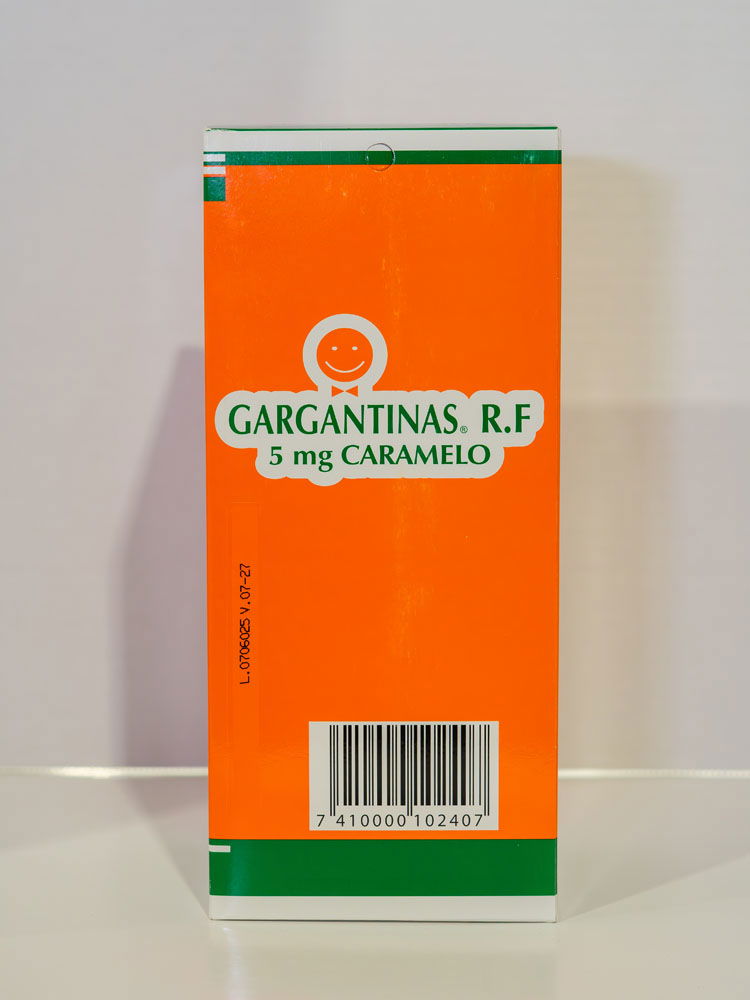 GARGANTINAS® R.F
5 mg CARAMELO
L.0706025 V.07-27
7 410000 102407